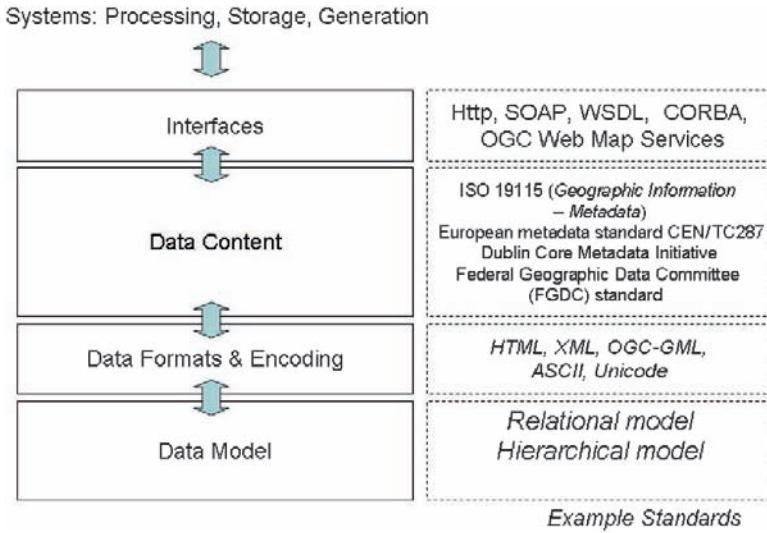 Systems: Processing, Storage, Generation
Interfaces
Http, SOAP, WSDL, CORBA,
OGC Web Map Services
Data Content
ISO 19115 (Geographic Information
– Metadata)
European metadata standard CEN/TC287
Dublin Core Metadata Initiative
Federal Geographic Data Committee
(FGDC) standard
Data Formats & Encoding
HTML, XML, OGC-GML,
ASCII, Unicode
Data Model
Relational model
Hierarchical model
Example Standards